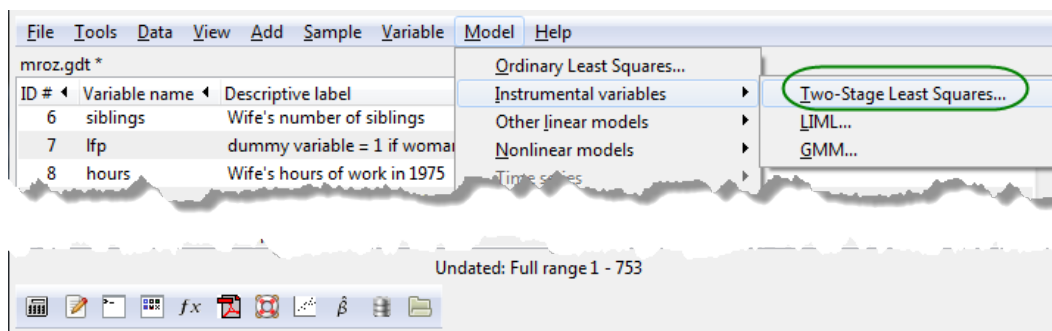 File Tools Data View Add Sample Variable Model Help
mroz.gdt *
ID # Variable name Descriptive label
6 siblings Wife's number of siblings
7 lfp dummy variable = 1 if woman
8 hours Wife's hours of work in 1975
Ordinary Least Squares...
Instrumental variables
Other linear models
Nonlinear models
Time series
Two-Stage Least Squares...
LIML...
GMM...
Undated: Full range 1 - 753
fx β̂